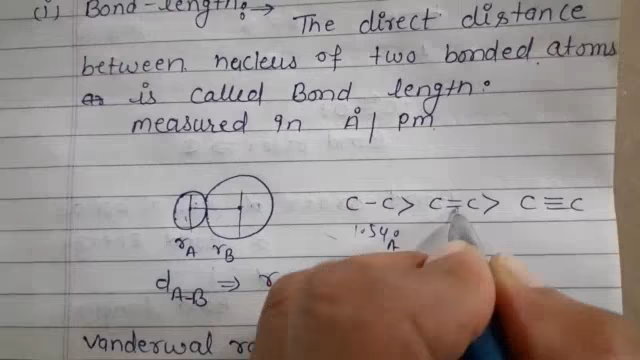 (i) Bond-length:→ The direct distance
between nucleus of two bonded atoms
is called Bond length.
measured in Å / pm
C-C > C=C > C≡C
1.54 Å
rA rB
dA-B ⇒ r
vanderwal